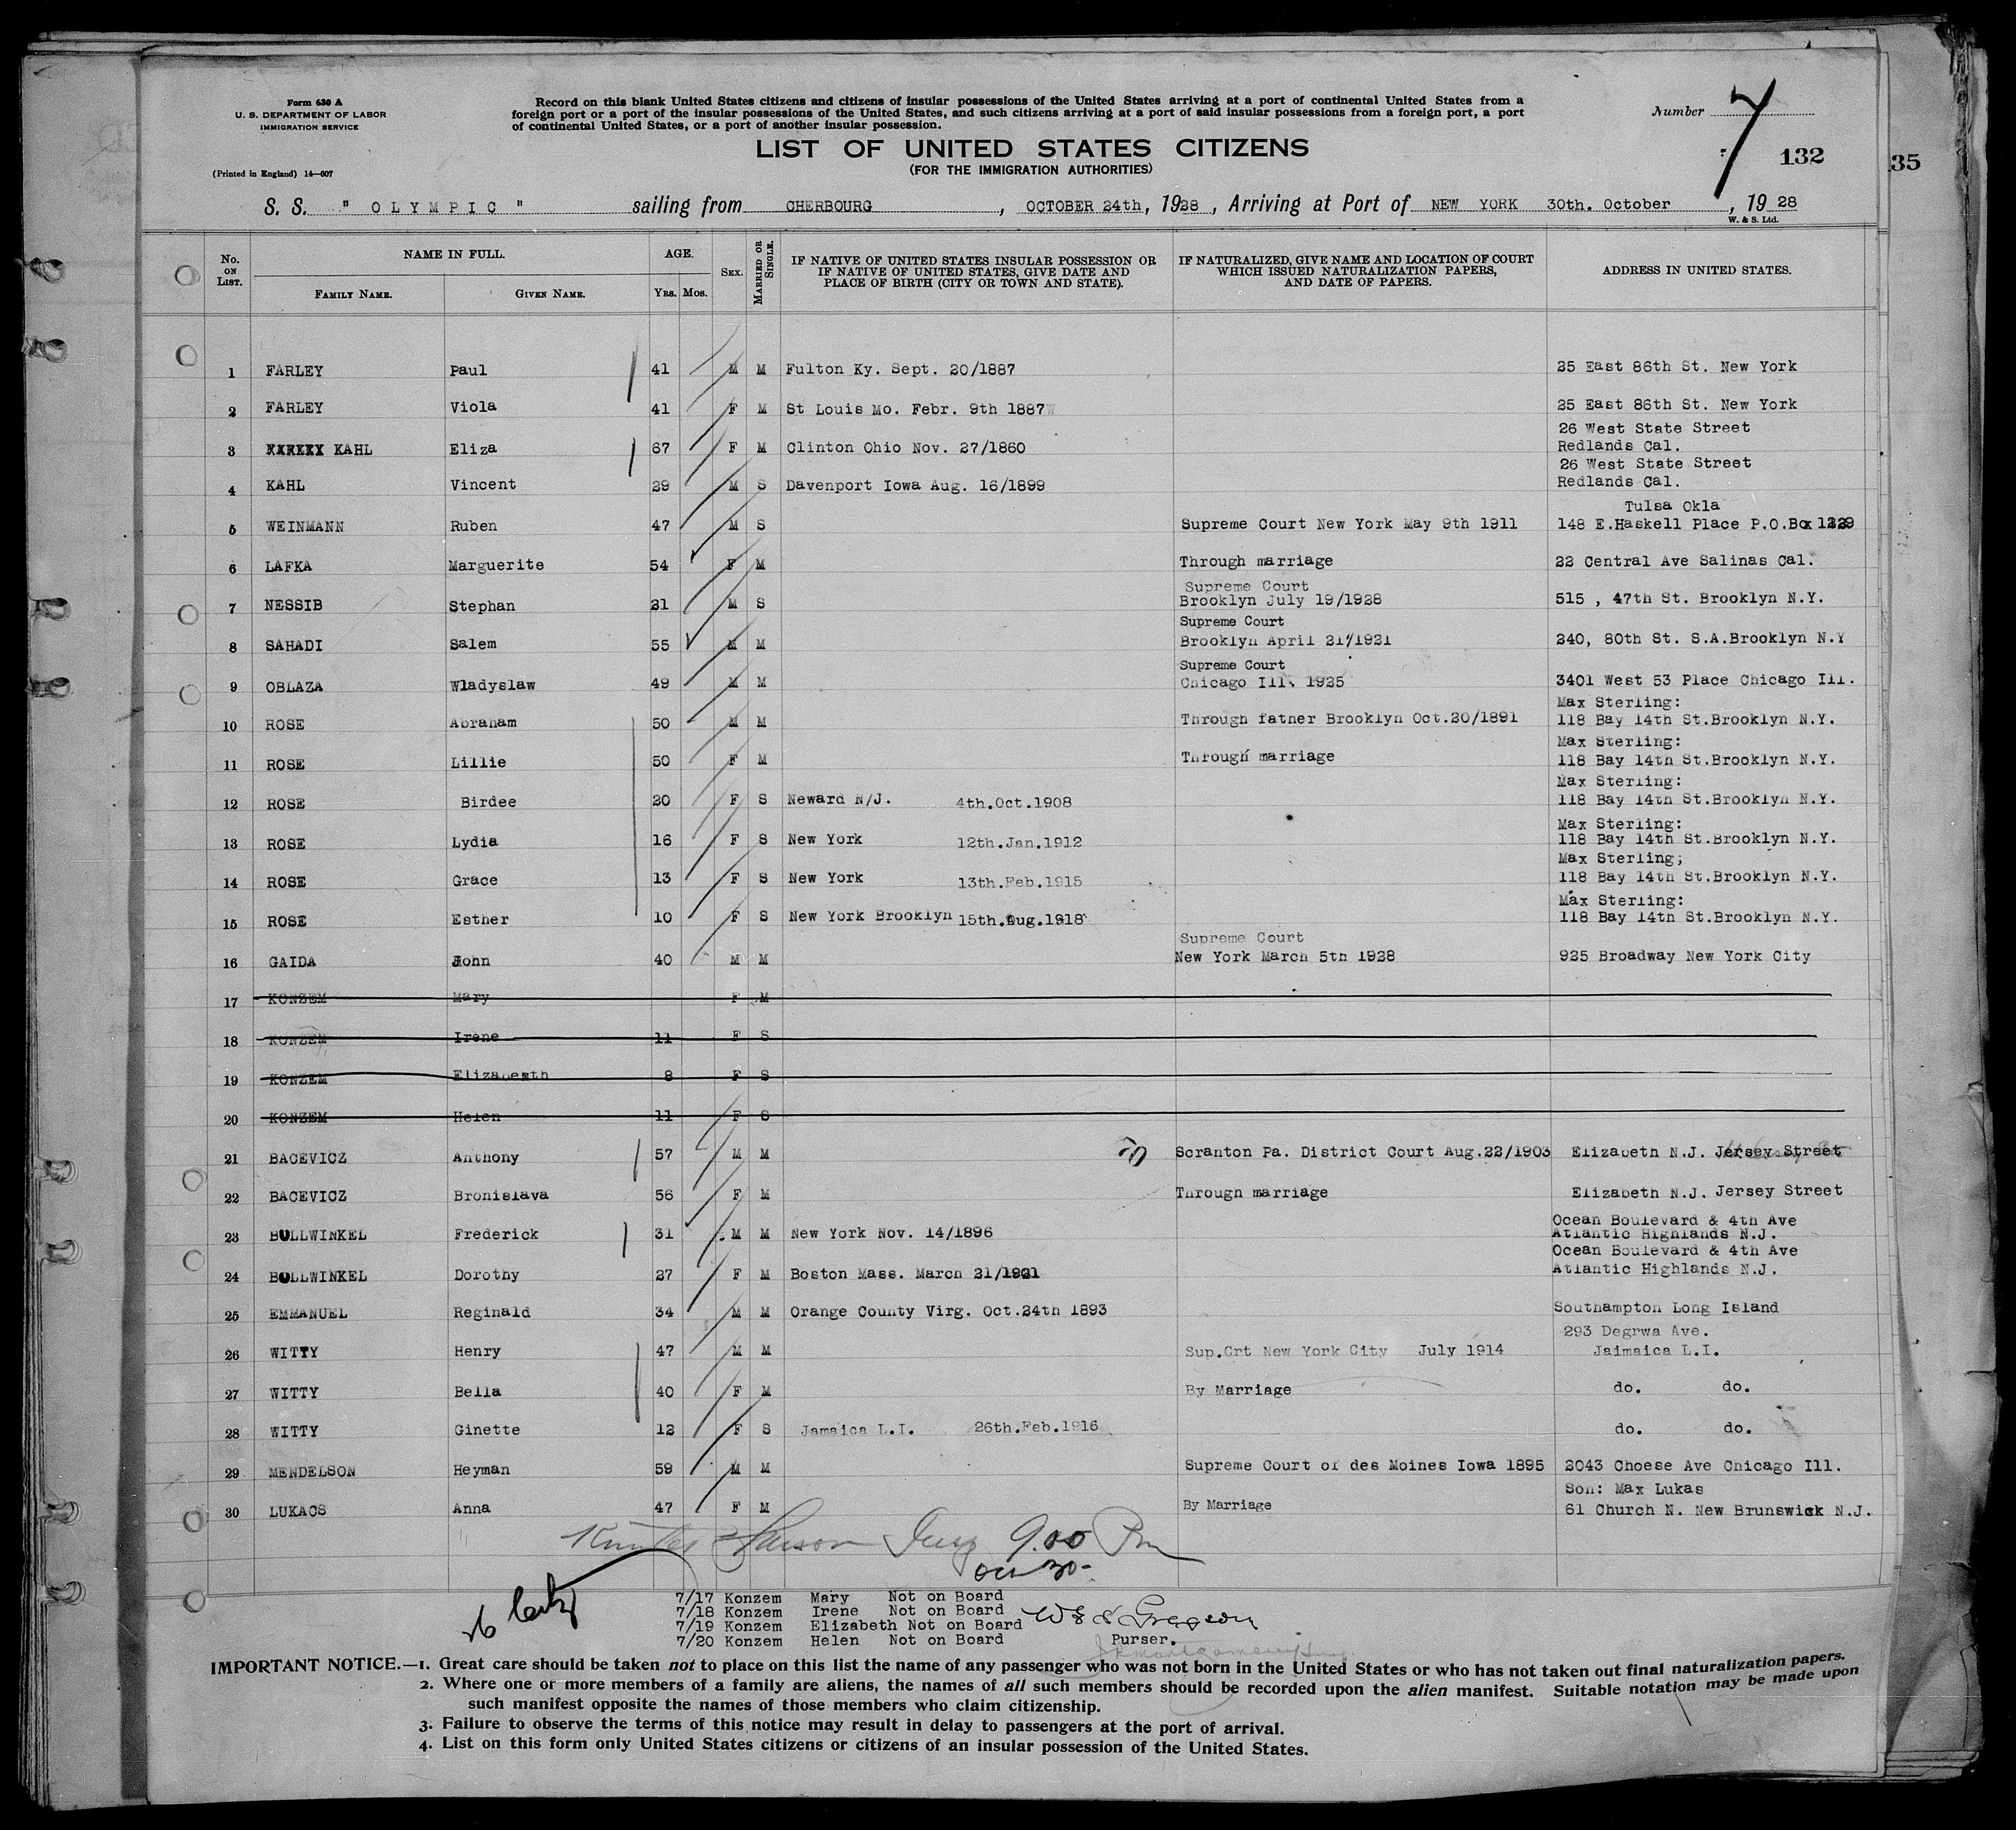 Form 630 A
U. S. DEPARTMENT OF LABOR
IMMIGRATION SERVICE
(Printed in England) 14—607
Record on this blank United States citizens and citizens of insular possessions of the United States arriving at a port of continental United States from a
foreign port or a port of the insular possessions of the United States, and such citizens arriving at a port of said insular possessions from a foreign port, a port
of continental United States, or a port of another insular possession.
Number 7
LIST OF UNITED STATES CITIZENS
(FOR THE IMMIGRATION AUTHORITIES)
132
35
S. S. " OLYMPIC " sailing from CHERBOURG, OCTOBER 24th, 1928, Arriving at Port of NEW YORK 30th. October, 1928
W. & S. Ltd.
No. ON LIST. NAME IN FULL. FAMILY NAME. GIVEN NAME. AGE. YRS. MOS. SEX. MARRIED OR SINGLE. IF NATIVE OF UNITED STATES INSULAR POSSESSION OR IF NATIVE OF UNITED STATES, GIVE DATE AND PLACE OF BIRTH (CITY OR TOWN AND STATE). IF NATURALIZED, GIVE NAME AND LOCATION OF COURT WHICH ISSUED NATURALIZATION PAPERS, AND DATE OF PAPERS. ADDRESS IN UNITED STATES.
1 FARLEY Paul 41 M M Fulton Ky. Sept. 20/1887 25 East 86th St. New York
2 FARLEY Viola 41 F M St Louis Mo. Febr. 9th 1887 25 East 86th St. New York
3 KAHL Eliza 67 F M Clinton Ohio Nov. 27/1860 26 West State Street Redlands Cal.
4 KAHL Vincent 29 M S Davenport Iowa Aug. 16/1899 26 West State Street Redlands Cal.
5 WEINMANN Ruben 47 M S Supreme Court New York May 9th 1911 Tulsa Okla 148 E.Haskell Place P.O.Box
6 LAFKA Marguerite 54 F M Through marriage 22 Central Ave Salinas Cal.
7 NESSIB Stephan 21 M S Supreme Court Brooklyn July 19/1928 515 , 47th St. Brooklyn N.Y.
8 SAHADI Salem 55 M M Supreme Court Brooklyn April 21/1921 240, 80th St. S.A.Brooklyn N.Y
9 OBLAZA Wladyslaw 49 M M Supreme Court Chicago Ill. 1925 3401 West 53 Place Chicago Ill.
10 ROSE Abraham 50 M M Through father Brooklyn Oct.20/1891 Max Sterling: 118 Bay 14th St.Brooklyn N.Y.
11 ROSE Lillie 50 F M Through marriage Max Sterling: 118 Bay 14th St.Brooklyn N.Y.
12 ROSE Birdee 20 F S Neward N/J. 4th.Oct.1908 Max Sterling: 118 Bay 14th St.Brooklyn N.Y.
13 ROSE Lydia 16 F S New York 12th.Jan.1912 Max Sterling: 118 Bay 14th St.Brooklyn N.Y.
14 ROSE Grace 13 F S New York 13th.Feb.1915 Max Sterling; 118 Bay 14th St.Brooklyn N.Y.
15 ROSE Esther 10 F S New York Brooklyn 15th.Aug.1918 Max Sterling: 118 Bay 14th St.Brooklyn N.Y.
16 GAIDA John 40 M M Supreme Court New York March 5th 1928 925 Broadway New York City
17 KONZEM Mary F M
18 KONZEM Irene 11 F S
19 KONZEM Elizabeth 8 F S
20 KONZEM Helen 11 F S
21 BACEVICZ Anthony 57 M M Scranton Pa. District Court Aug.22/1903 Elizabeth N.J. Jersey Street
22 BACEVICZ Bronislava 56 F M Through marriage Elizabeth N.J. Jersey Street
23 BULLWINKEL Frederick 31 M M New York Nov. 14/1896 Ocean Boulevard & 4th Ave Atlantic Highlands N.J.
24 BULLWINKEL Dorothy 27 F M Boston Mass. March 21/1901 Ocean Boulevard & 4th Ave Atlantic Highlands N.J.
25 EMMANUEL Reginald 34 M M Orange County Virg. Oct.24th 1893 Southampton Long Island
26 WITTY Henry 47 M M Sup.Crt New York City July 1914 293 Degrwa Ave. Jaimaica L.I.
27 WITTY Bella 40 F M By Marriage do. do.
28 WITTY Ginette 12 F S Jamaica L.I. 26th.Feb.1916 do. do.
29 MENDELSON Heyman 59 M M Supreme Court of des Moines Iowa 1895 2043 Choese Ave Chicago Ill.
30 LUKACS Anna 47 F M By Marriage Son: Max Lukas 61 Church N. New Brunswick N.J.
9.00 Pm
Oct 30-
7/17 Konzem Mary Not on Board
7/18 Konzem Irene Not on Board
7/19 Konzem Elizabeth Not on Board
7/20 Konzem Helen Not on Board
Purser.
IMPORTANT NOTICE.—1. Great care should be taken not to place on this list the name of any passenger who was not born in the United States or who has not taken out final naturalization papers.
2. Where one or more members of a family are aliens, the names of all such members should be recorded upon the alien manifest. Suitable notation may be made upon
such manifest opposite the names of those members who claim citizenship.
3. Failure to observe the terms of this notice may result in delay to passengers at the port of arrival.
4. List on this form only United States citizens or citizens of an insular possession of the United States.